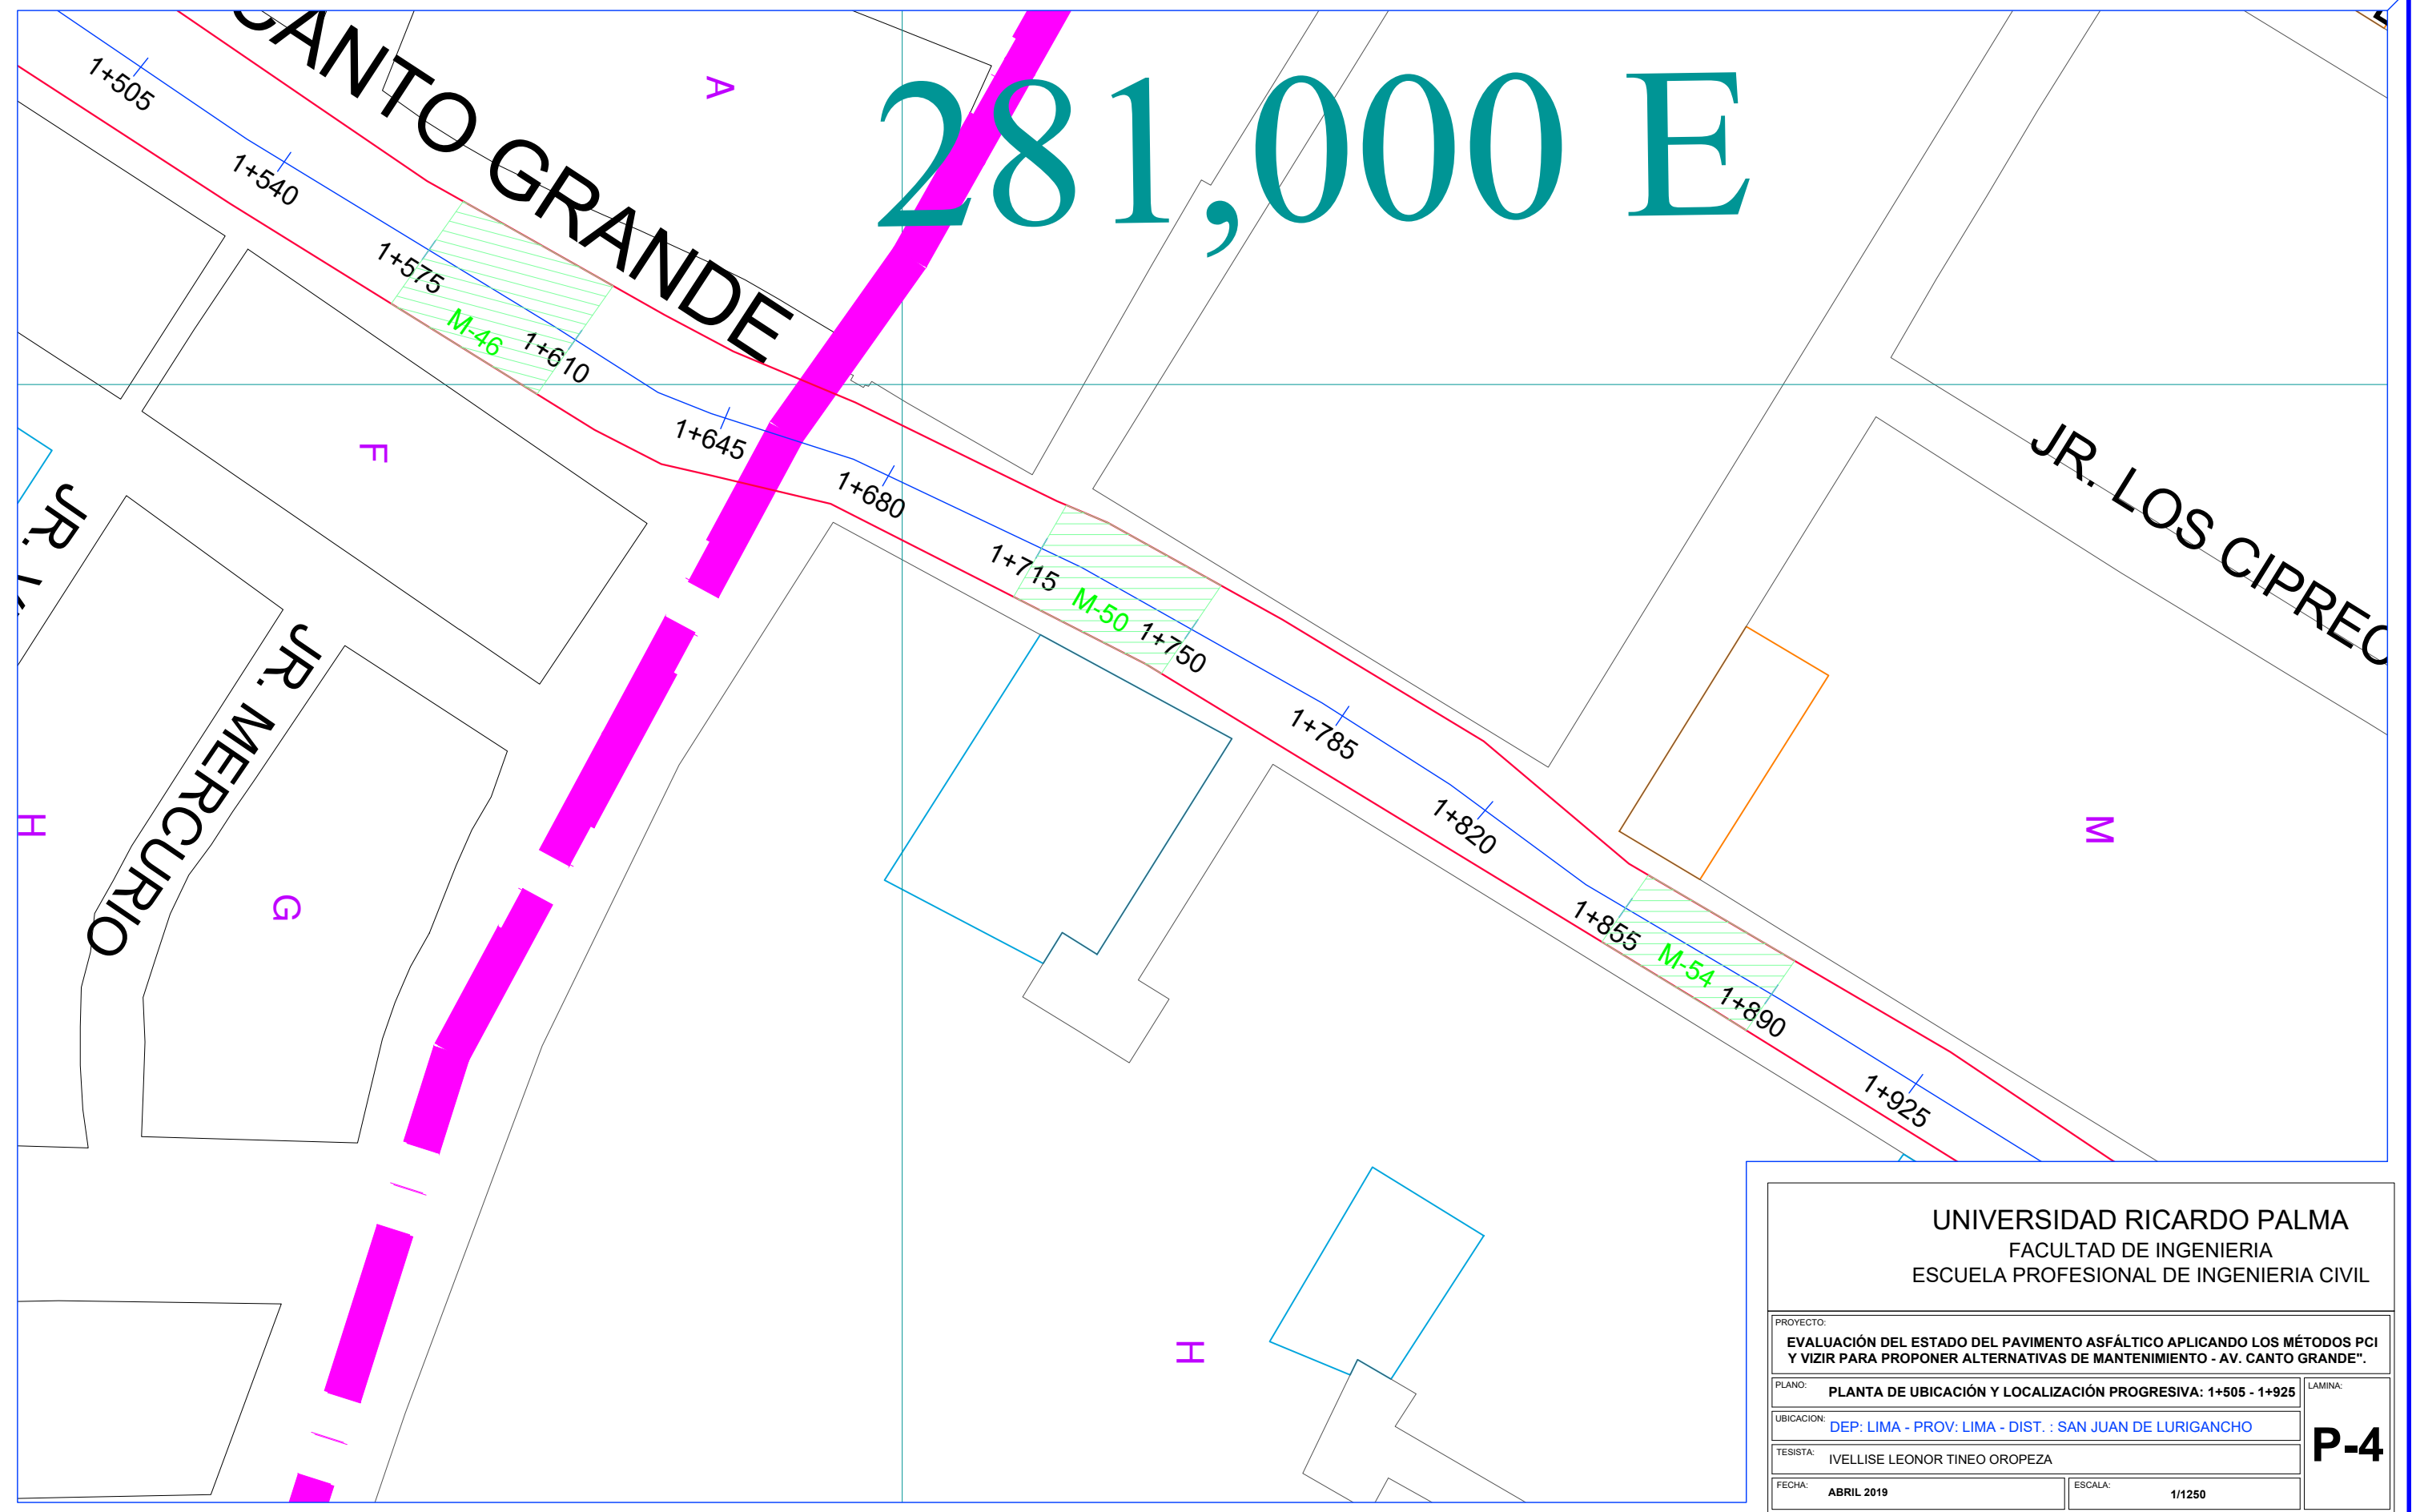 CANTO GRANDE
281,000 E
A
1+505
1+540
1+575
M-46
1+610
1+645
1+680
1+715
M-50
1+750
1+785
1+820
1+855
M-54
1+890
1+925
JR. LOS CIPREC
F
JR.
JR. MERCURIO
H
G
M
H
UNIVERSIDAD RICARDO PALMA
FACULTAD DE INGENIERIA
ESCUELA PROFESIONAL DE INGENIERIA CIVIL
PROYECTO:
EVALUACIÓN DEL ESTADO DEL PAVIMENTO ASFÁLTICO APLICANDO LOS MÉTODOS PCI
Y VIZIR PARA PROPONER ALTERNATIVAS DE MANTENIMIENTO - AV. CANTO GRANDE".
PLANO: PLANTA DE UBICACIÓN Y LOCALIZACIÓN PROGRESIVA: 1+505 - 1+925
LAMINA:
P-4
UBICACION: DEP: LIMA - PROV: LIMA - DIST. : SAN JUAN DE LURIGANCHO
TESISTA: IVELLISE LEONOR TINEO OROPEZA
FECHA: ABRIL 2019
ESCALA: 1/1250